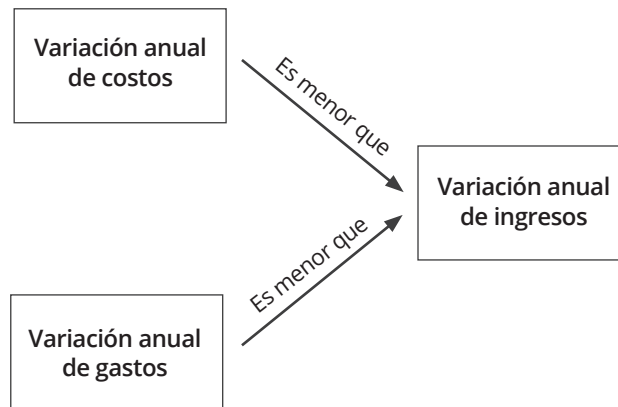 Variación anual
de costos
Es menor que
Variación anual
de ingresos
Es menor que
Variación anual
de gastos